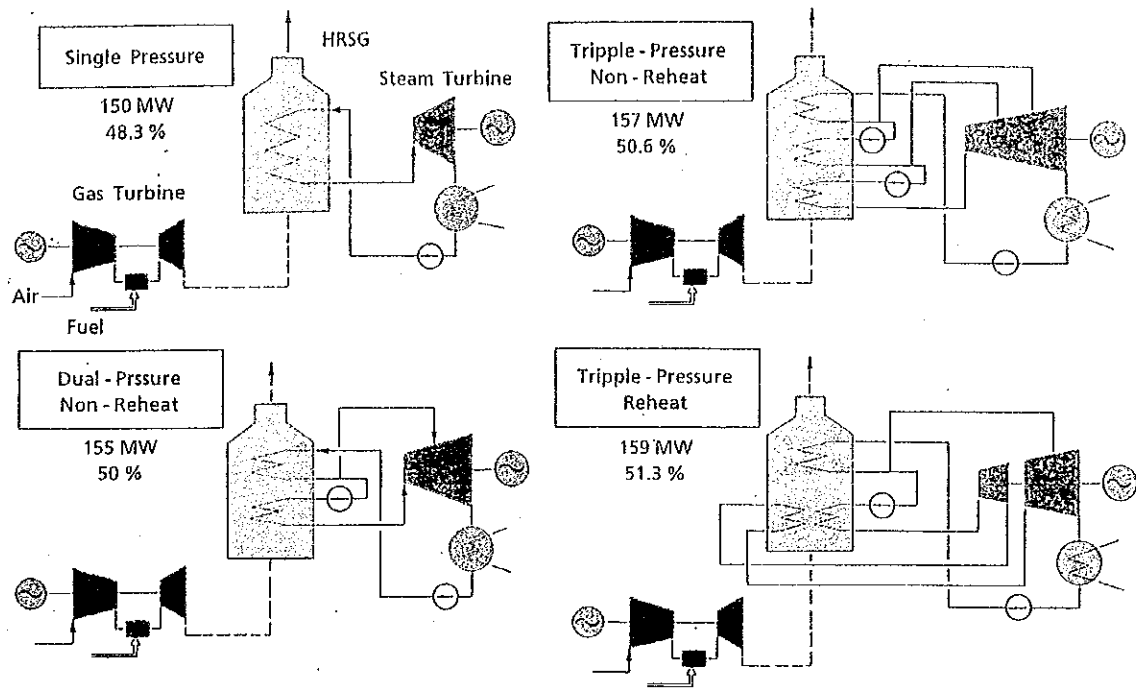 Single Pressure
150 MW
48.3 %
HRSG
Steam Turbine
Gas Turbine
Air
Fuel
Tripple - Pressure
Non - Reheat
157 MW
50.6 %
Dual - Prssure
Non - Reheat
155 MW
50 %
Tripple - Pressure
Reheat
159 MW
51.3 %